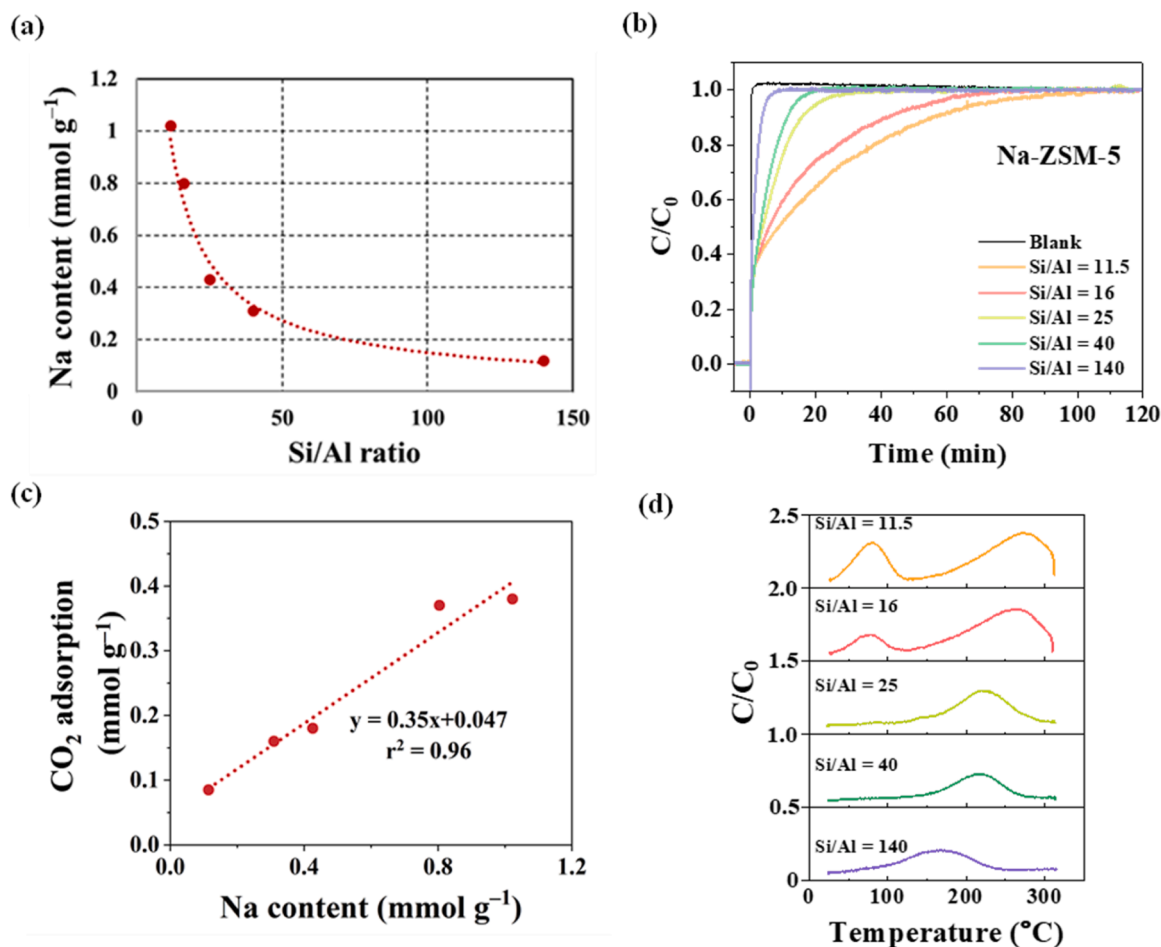 (a)
Na content (mmol g⁻¹)
1.2
1
0.8
0.6
0.4
0.2
0
0
50
100
150
Si/Al ratio
(b)
C/C₀
1.0
0.8
0.6
0.4
0.2
0.0
Na-ZSM-5
Blank
Si/Al = 11.5
Si/Al = 16
Si/Al = 25
Si/Al = 40
Si/Al = 140
0
20
40
60
80
100
120
Time (min)
(c)
CO₂ adsorption
(mmol g⁻¹)
0.5
0.4
0.3
0.2
0.1
0.0
y = 0.35x+0.047
r² = 0.96
0.0
0.4
0.8
1.2
Na content (mmol g⁻¹)
(d)
C/C₀
2.5
2.0
1.5
1.0
0.5
0
Si/Al = 11.5
Si/Al = 16
Si/Al = 25
Si/Al = 40
Si/Al = 140
0
100
200
300
Temperature (°C)